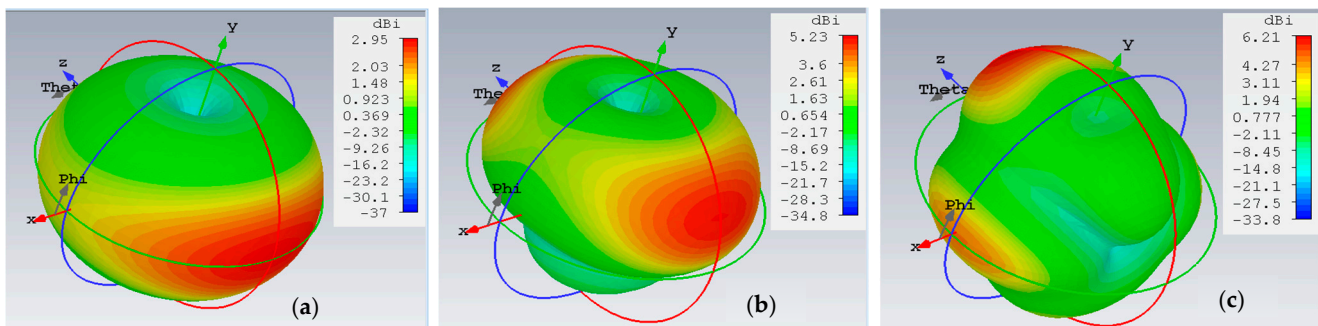 dBi
2.95
2.03
1.48
0.923
0.369
-2.32
-9.26
-16.2
-23.2
-30.1
-37
y
z
Theta
Phi
x
(a)
dBi
5.23
3.6
2.61
1.63
0.654
-2.17
-8.69
-15.2
-21.7
-28.3
-34.8
y
z
Phi
x
(b)
dBi
6.21
4.27
3.11
1.94
0.777
-2.11
-8.45
-14.8
-21.1
-27.5
-33.8
Y
z
Theta
Phi
x
(c)